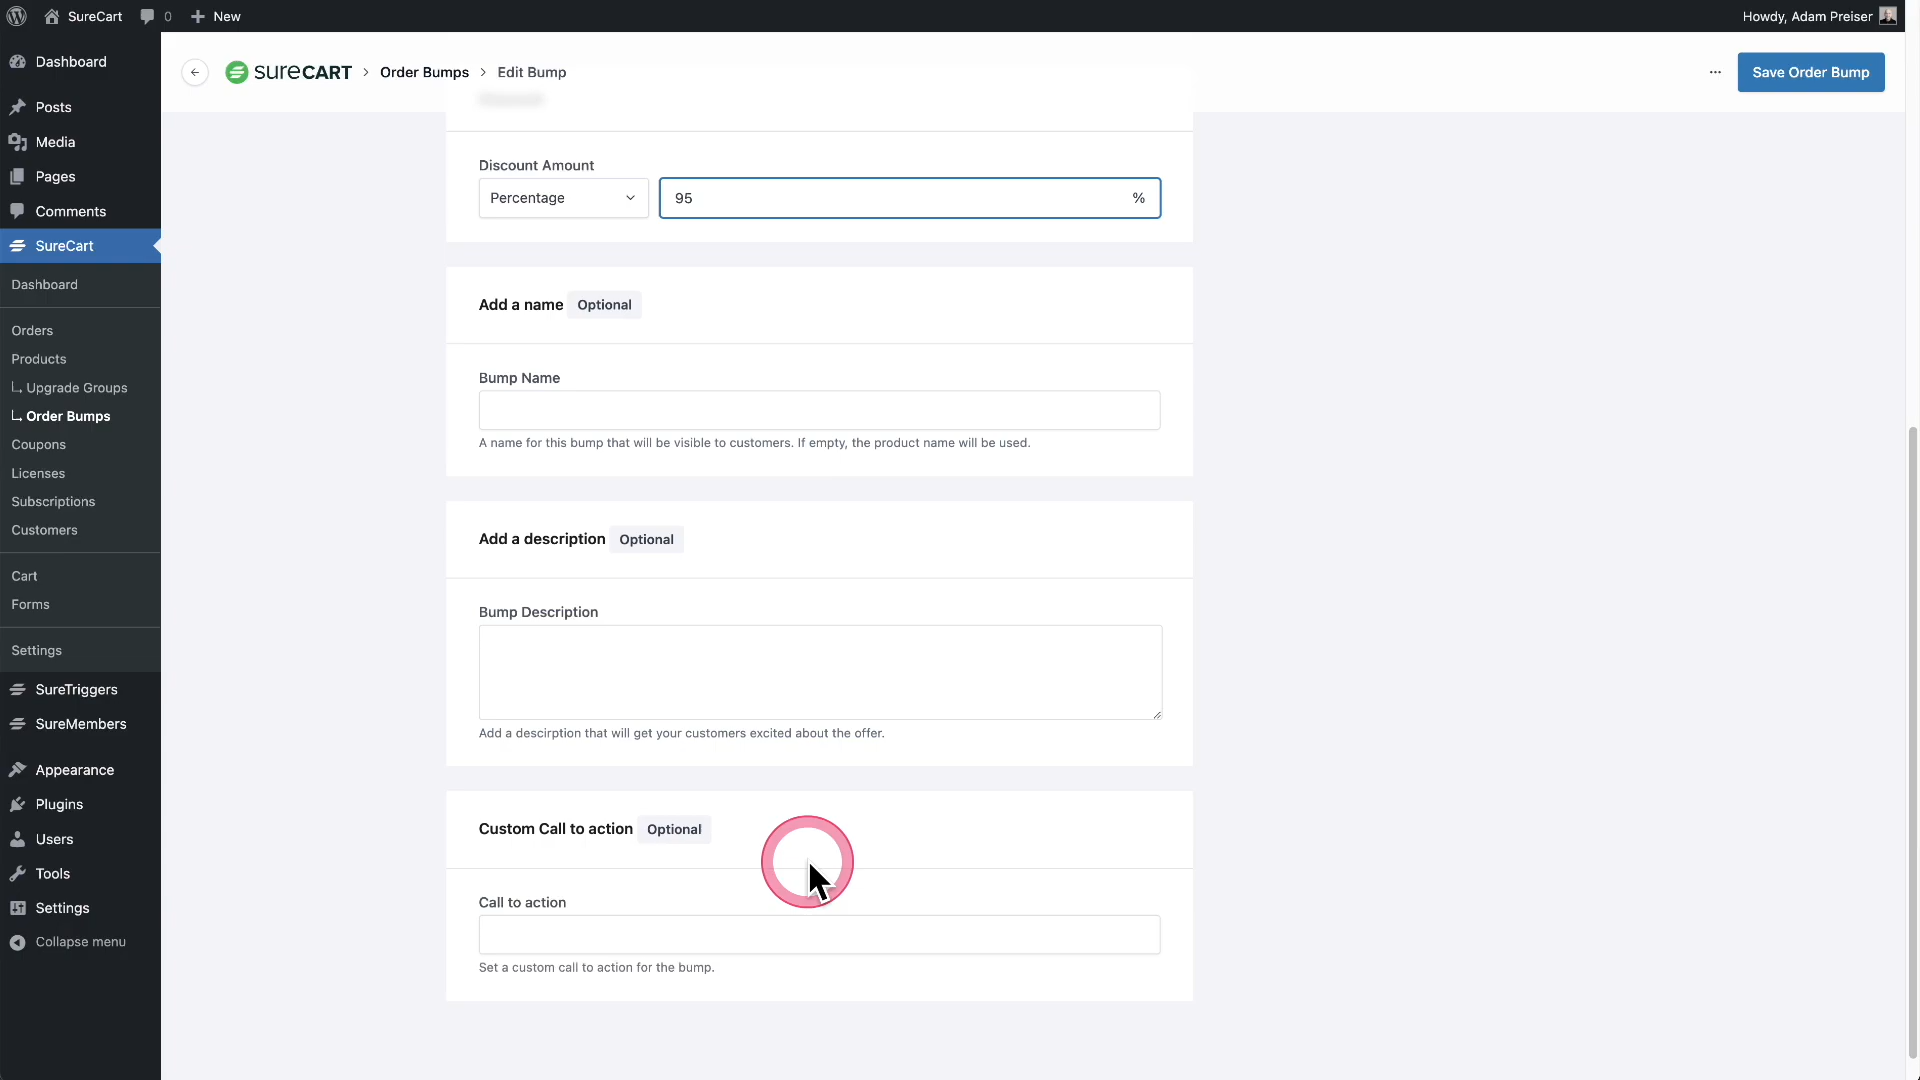 SureCart
0
New
Howdy, Adam Preiser
Dashboard
Posts
Media
Pages
Comments
SureCart
Dashboard
Orders
Products
Upgrade Groups
Order Bumps
Coupons
Licenses
Subscriptions
Customers
Cart
Forms
Settings
SureTriggers
SureMembers
Appearance
Plugins
Users
Tools
Settings
Collapse menu
SURECART > Order Bumps > Edit Bump
... Save Order Bump
Discount Amount
Percentage
95 %
Add a name Optional
Bump Name
A name for this bump that will be visible to customers. If empty, the product name will be used.
Add a description Optional
Bump Description
Add a descirption that will get your customers excited about the offer.
Custom Call to action Optional
Call to action
Set a custom call to action for the bump.